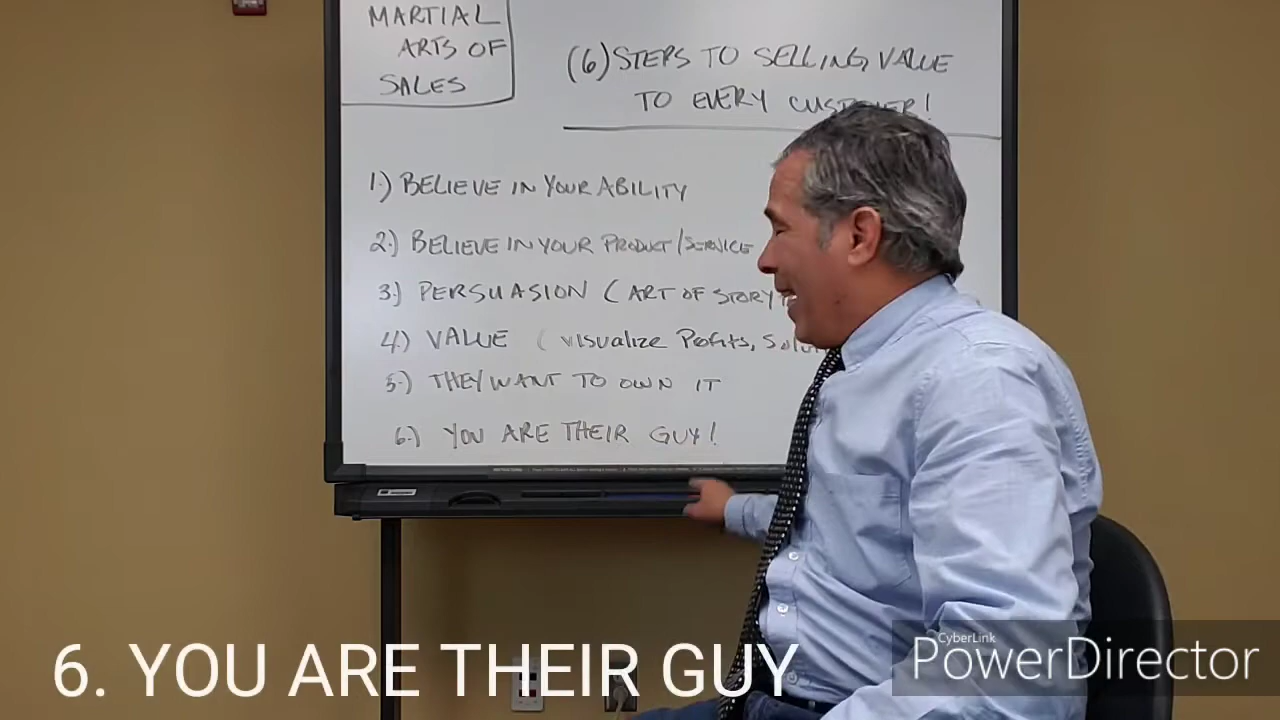 MARTIAL
ARTS OF
SALES
(6) STEPS TO SELLING VALUE
TO EVERY CUSTOMER!
1.) BELIEVE IN YOUR ABILITY
2.) BELIEVE IN YOUR PRODUCT/SERVICE
3.) PERSUASION (ART OF STORY
4.) VALUE (visualize Profits,
5.) THEY WANT TO OWN IT
6.) YOU ARE THEIR GUY!
6. YOU ARE THEIR GUY
CyberLink
PowerDirector